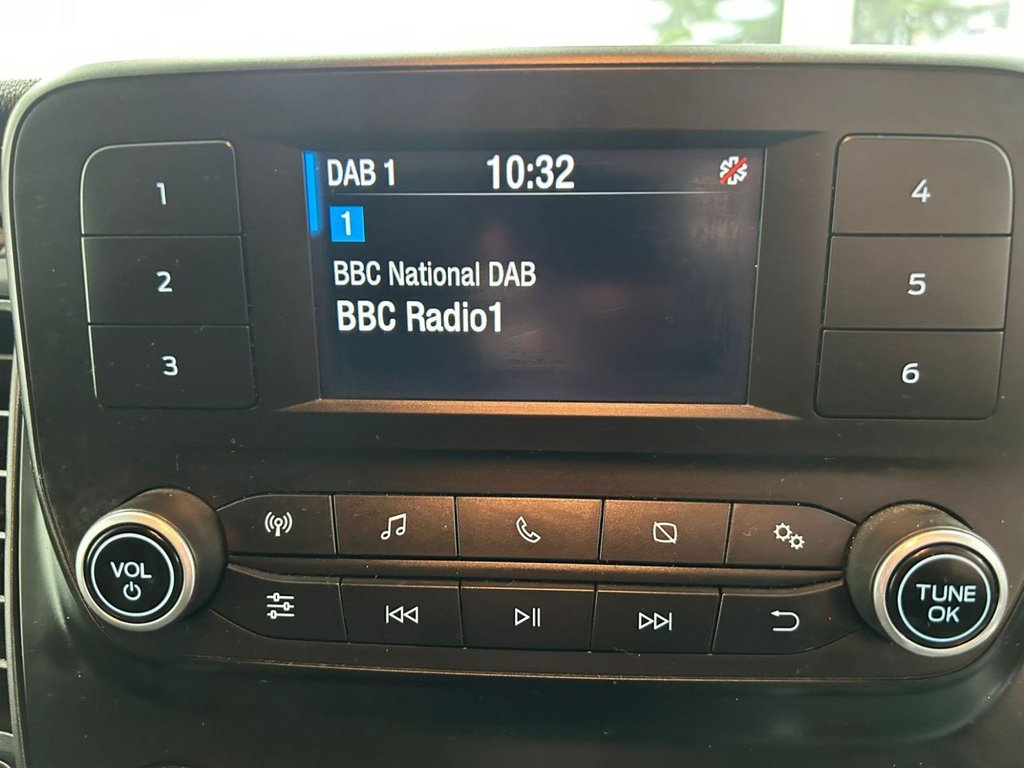 DAB 1 10:32
1
BBC National DAB
BBC Radio1
1
2
3
4
5
6
VOL
TUNE
OK